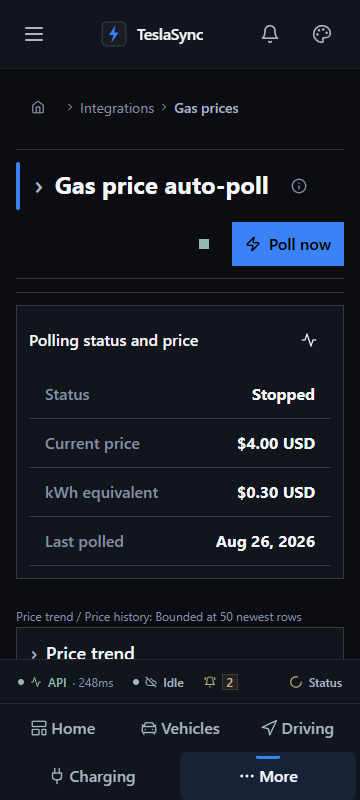 TeslaSync
Integrations Gas prices
Gas price auto-poll
Poll now
Polling status and price
Status Stopped
Current price $4.00 USD
kWh equivalent $0.30 USD
Last polled Aug 26, 2026
Price trend / Price history: Bounded at 50 newest rows
Price trend
API · 248ms Idle 2 Status
Home Vehicles Driving
Charging More